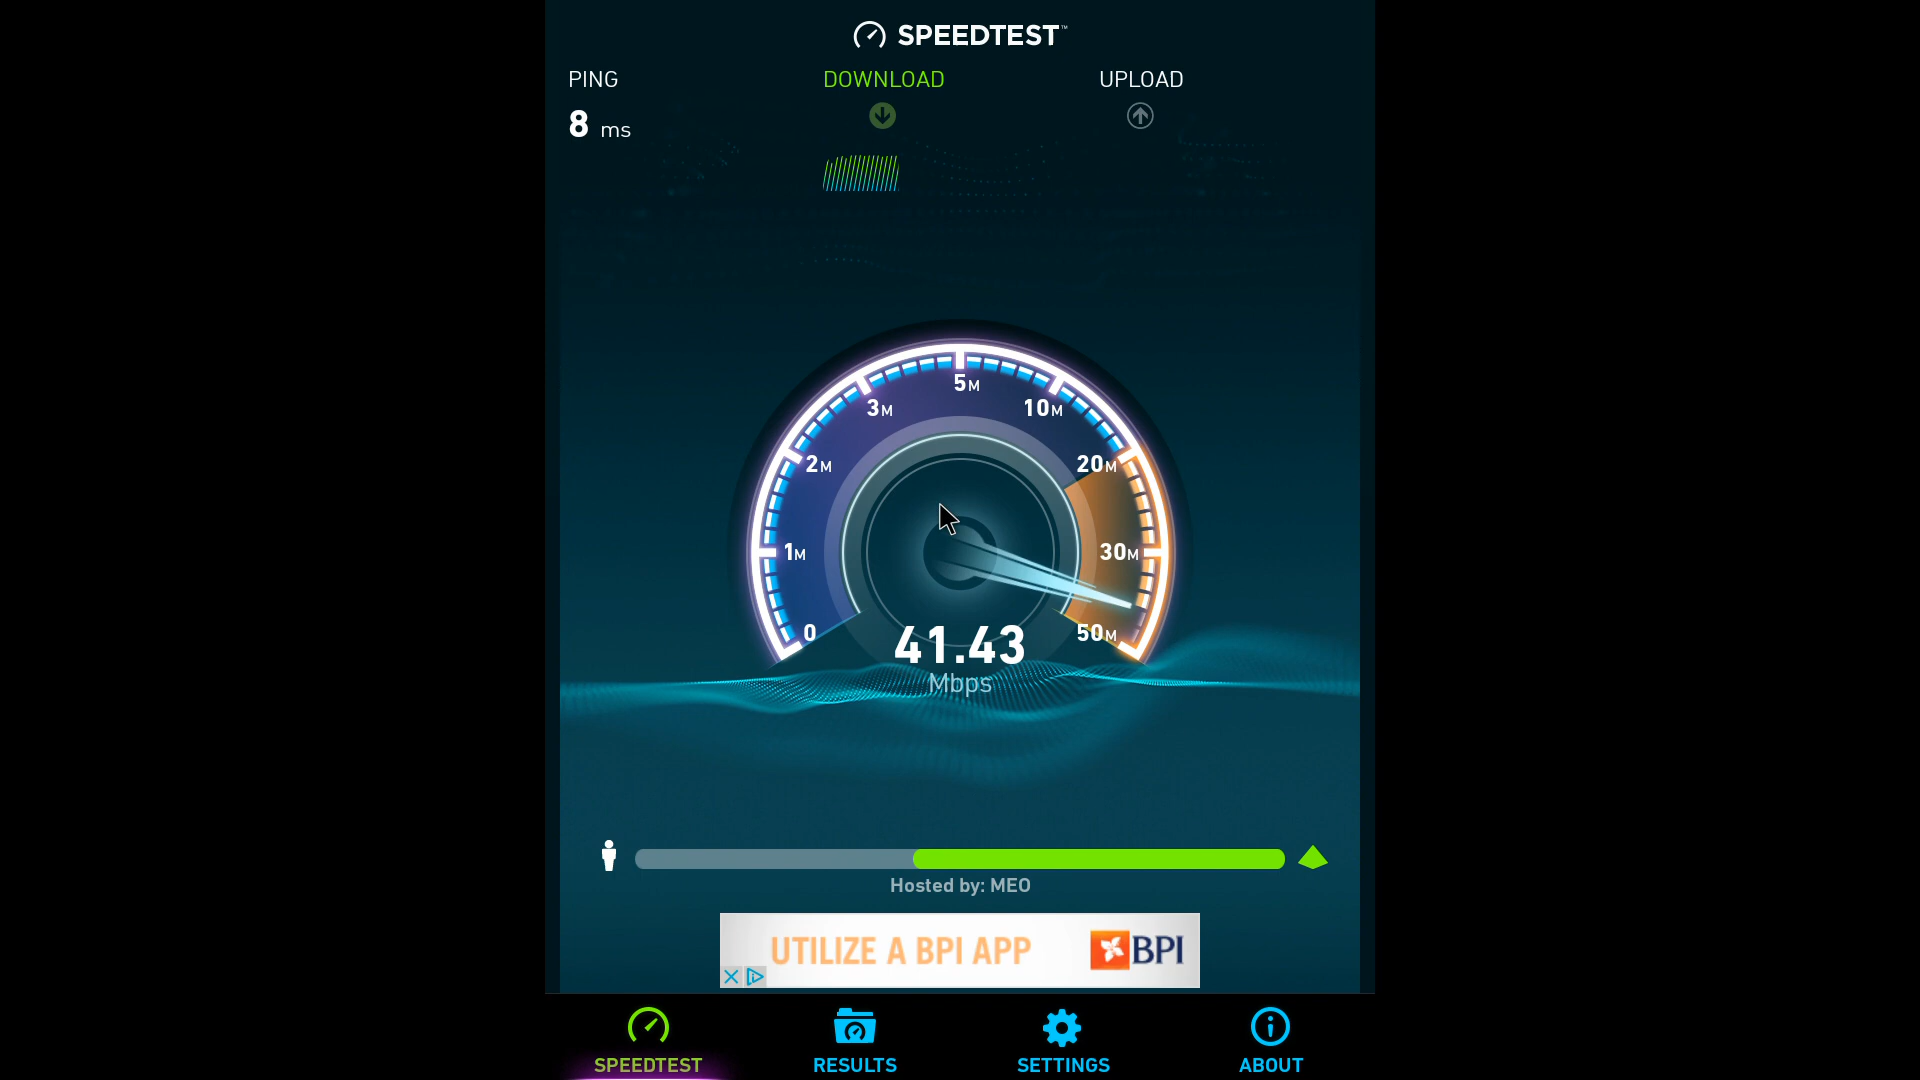 SPEEDTEST™
PING
DOWNLOAD
UPLOAD
8 ms
5M
3M
10M
2M
20M
1M
30M
0
50M
41.43
Mbps
Hosted by: MEO
UTILIZE A BPI APP
BPI
SPEEDTEST
RESULTS
SETTINGS
ABOUT